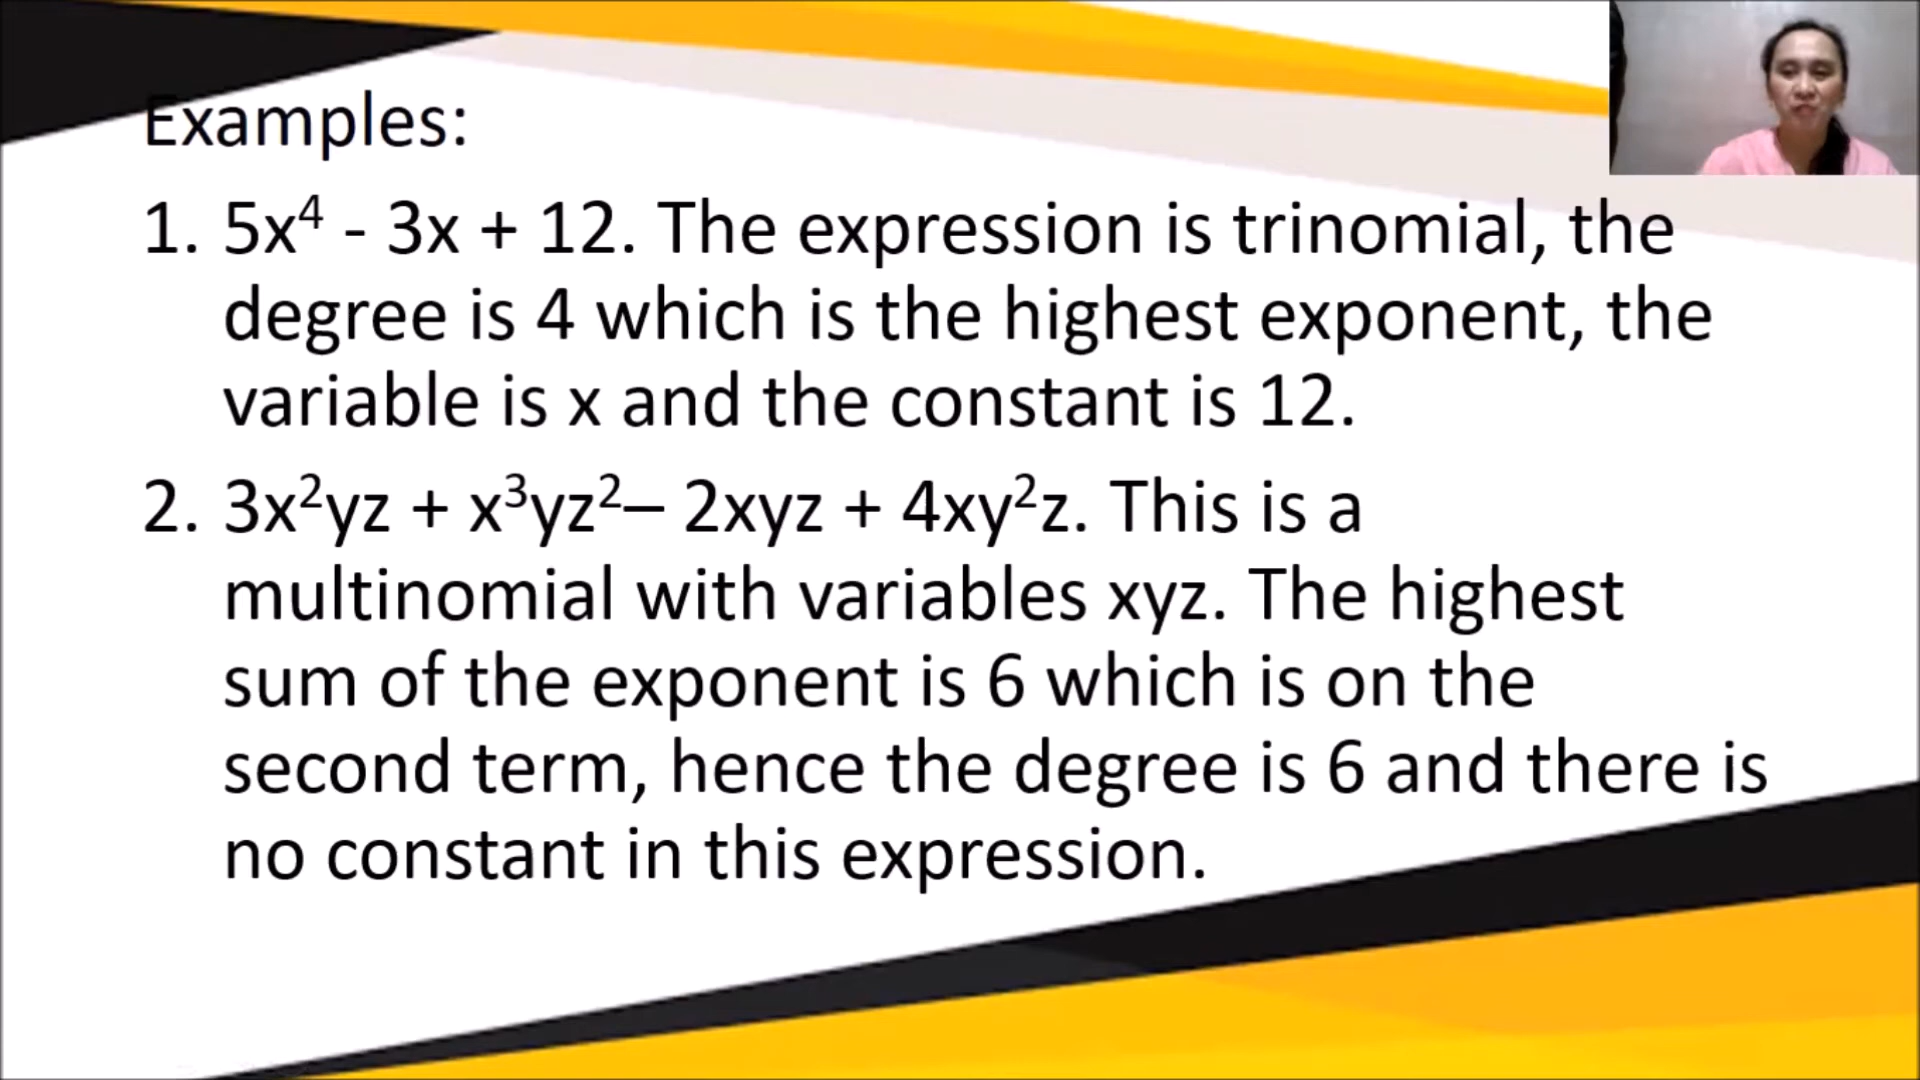 Examples:
1. 5x⁴ - 3x + 12. The expression is trinomial, the
degree is 4 which is the highest exponent, the
variable is x and the constant is 12.
2. 3x²yz + x³yz²– 2xyz + 4xy²z. This is a
multinomial with variables xyz. The highest
sum of the exponent is 6 which is on the
second term, hence the degree is 6 and there is
no constant in this expression.